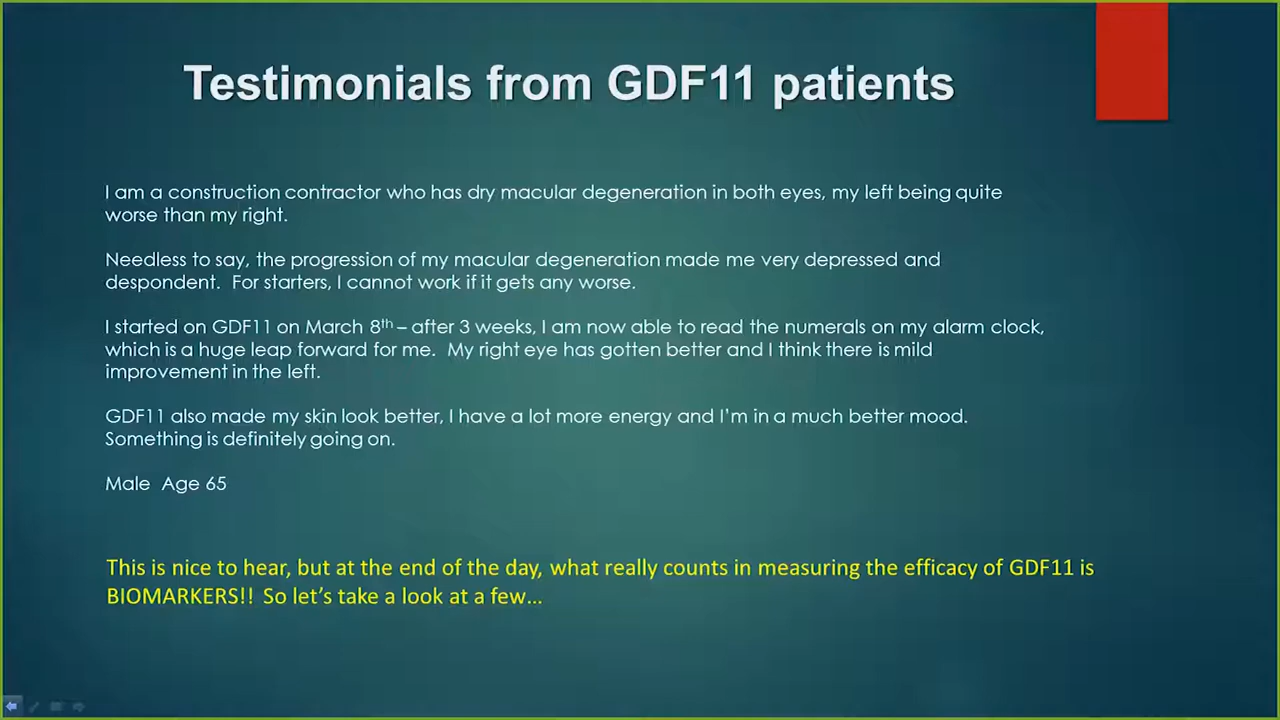 Testimonials from GDF11 patients
I am a construction contractor who has dry macular degeneration in both eyes, my left being quite
worse than my right.
Needless to say, the progression of my macular degeneration made me very depressed and
despondent.  For starters, I cannot work if it gets any worse.
I started on GDF11 on March 8th – after 3 weeks, I am now able to read the numerals on my alarm clock,
which is a huge leap forward for me.  My right eye has gotten better and I think there is mild
improvement in the left.
GDF11 also made my skin look better, I have a lot more energy and I'm in a much better mood.
Something is definitely going on.
Male  Age 65
This is nice to hear, but at the end of the day, what really counts in measuring the efficacy of GDF11 is
BIOMARKERS!!  So let's take a look at a few…